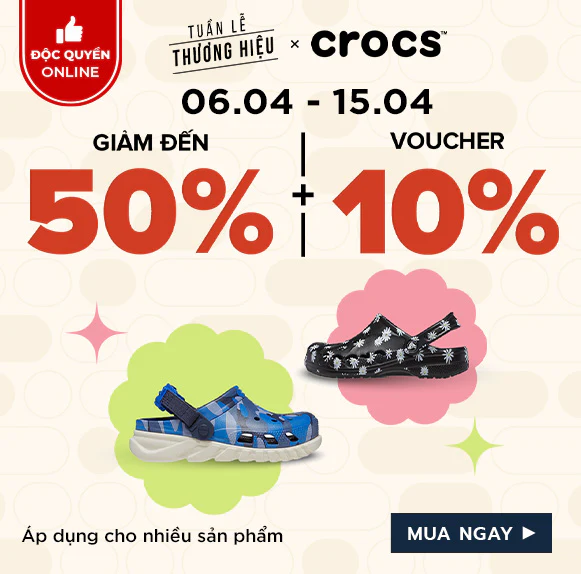 ĐỘC QUYỀN
ONLINE
TUẦN LỄ
THƯƠNG HIỆU × crocs™
06.04 - 15.04
GIẢM ĐẾN
50%
+
VOUCHER
10%
Áp dụng cho nhiều sản phẩm
MUA NGAY ▶